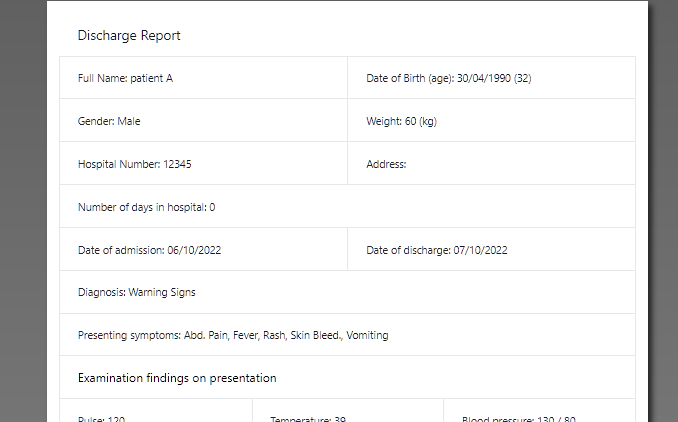 Discharge Report
Full Name: patient A
Date of Birth (age): 30/04/1990 (32)
Gender: Male
Weight: 60 (kg)
Hospital Number: 12345
Address:
Number of days in hospital: 0
Date of admission: 06/10/2022
Date of discharge: 07/10/2022
Diagnosis: Warning Signs
Presenting symptoms: Abd. Pain, Fever, Rash, Skin Bleed., Vomiting
Examination findings on presentation
Pulse: 120
Temperature: 39
Blood pressure: 130 / 80